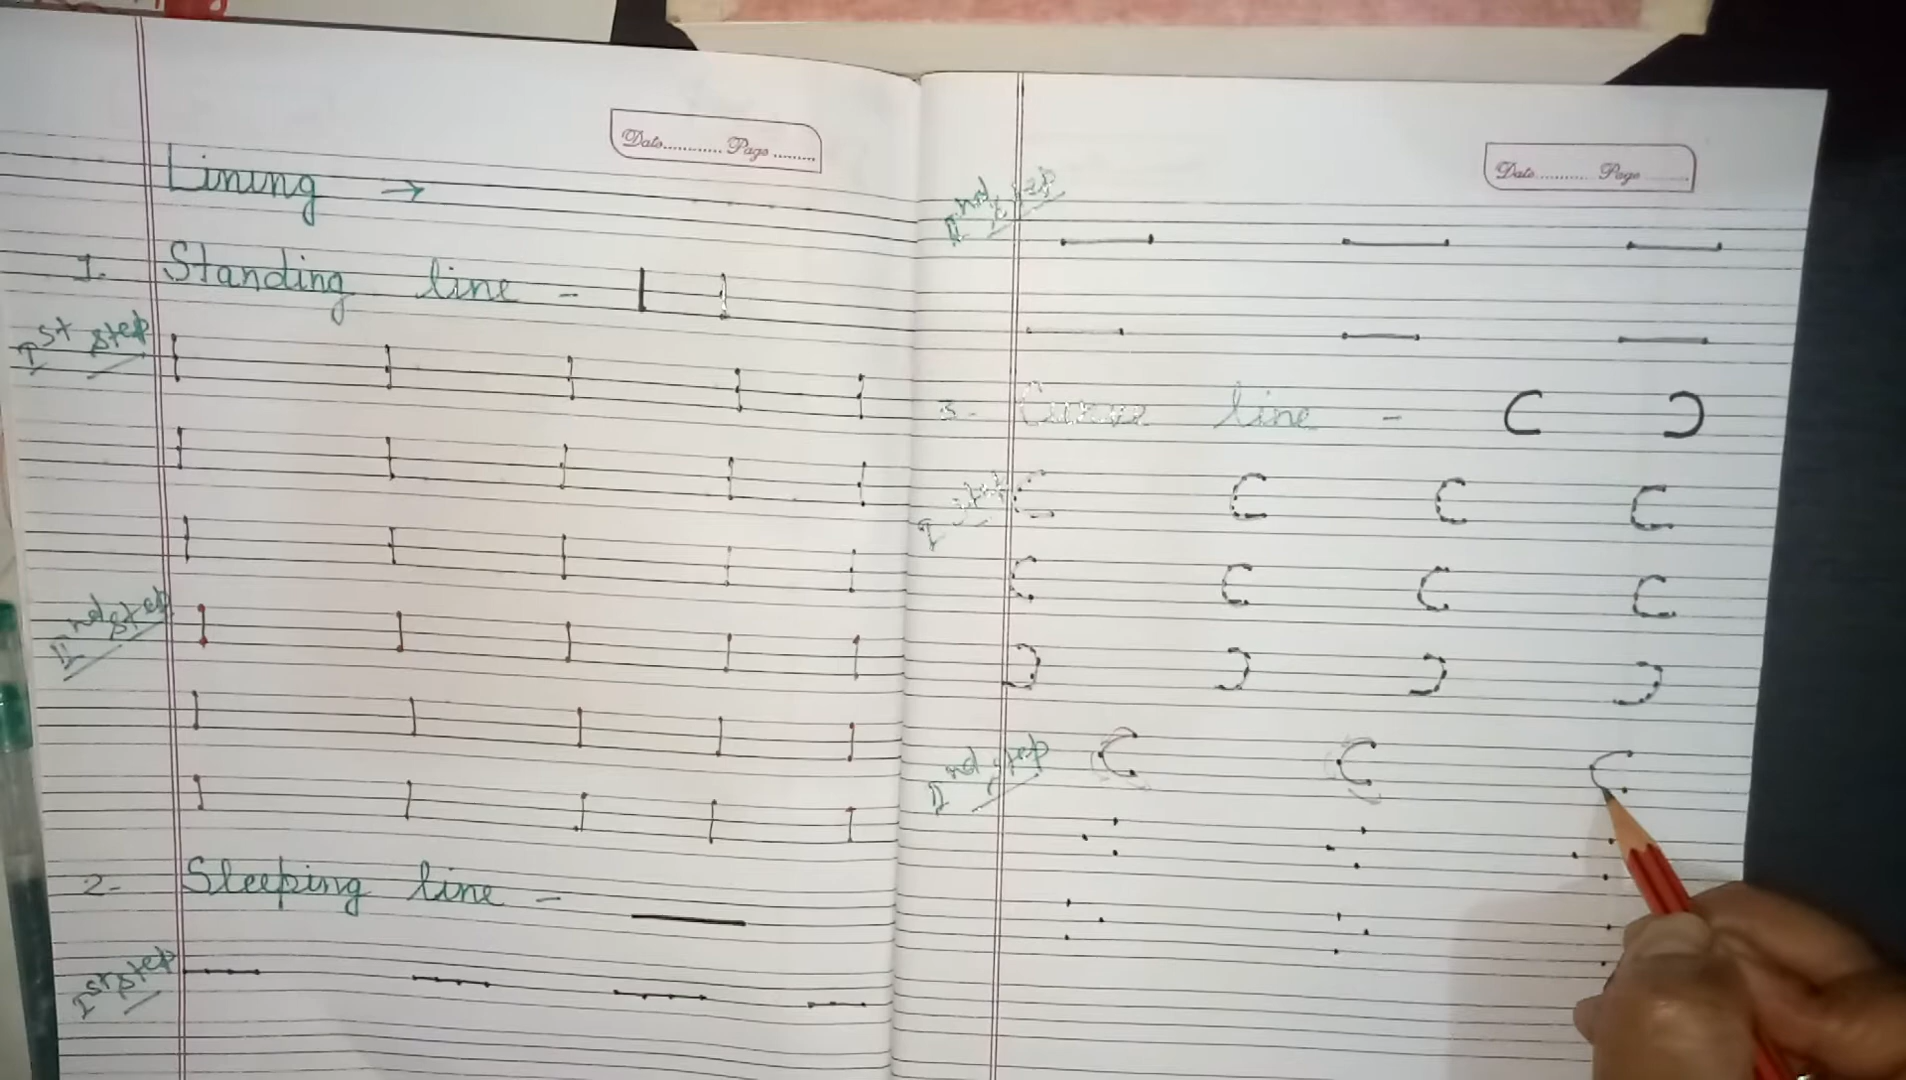 Date............ Page .........
Lining →
1. Standing line -
Ist step
IInd step
2- Sleeping line -
Ist step
Date............ Page .........
IInd step
3- Curve line -
Ist step
IInd step